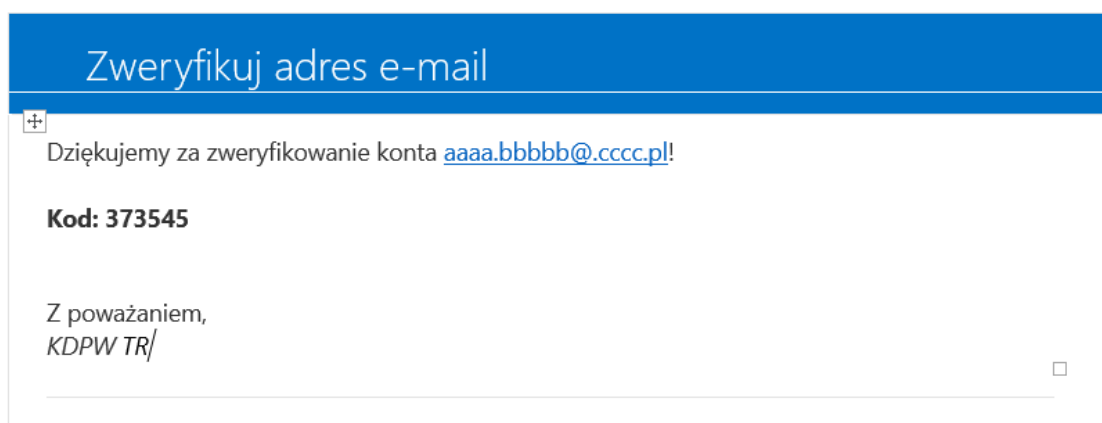 Zweryfikuj adres e-mail
Dziękujemy za zweryfikowanie konta aaaa.bbbbb@.cccc.pl!
Kod: 373545
Z poważaniem,
KDPW TR